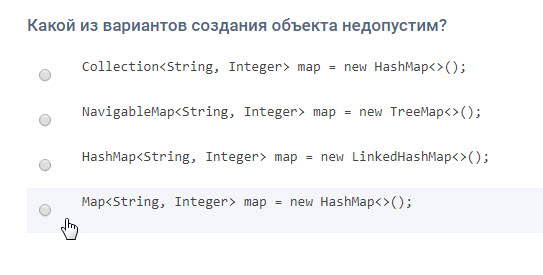 Какой из вариантов создания объекта недопустим?
Collection<String, Integer> map = new HashMap<>();
NavigableMap<String, Integer> map = new TreeMap<>();
HashMap<String, Integer> map = new LinkedHashMap<>();
Map<String, Integer> map = new HashMap<>();